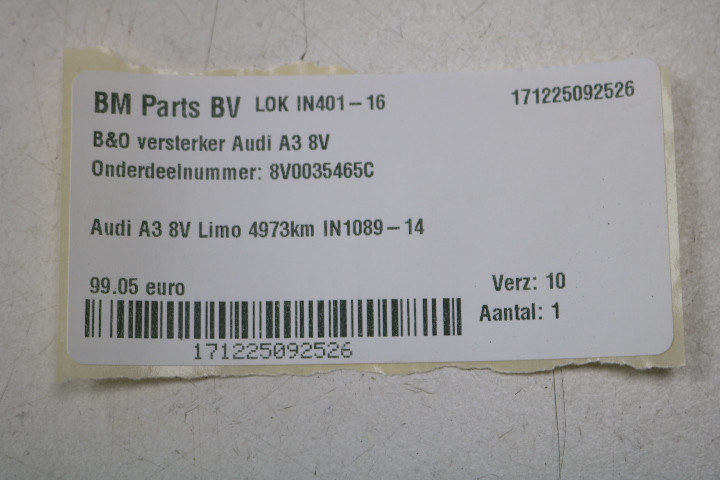 BM Parts BV LOK IN401-16 171225092526
B&O versterker Audi A3 8V
Onderdeelnummer: 8V0035465C
Audi A3 8V Limo 4973km IN1089-14
99.05 euro Verz: 10
Aantal: 1
171225092526